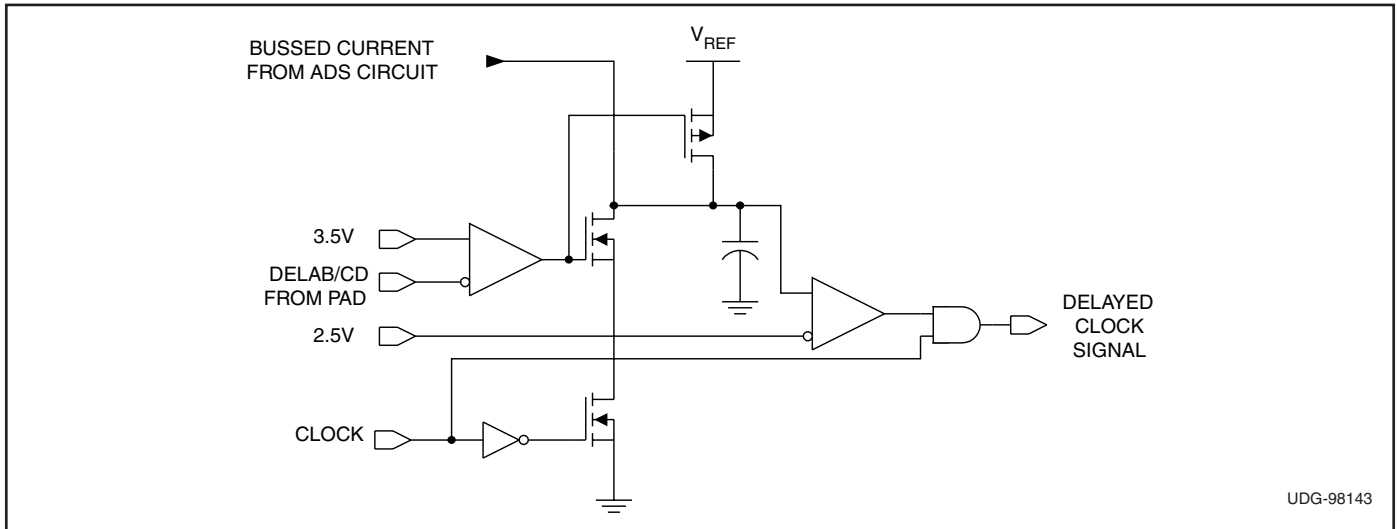 BUSSED CURRENT
FROM ADS CIRCUIT
VREF
3.5V
DELAB/CD
FROM PAD
2.5V
DELAYED
CLOCK
SIGNAL
CLOCK
UDG-98143